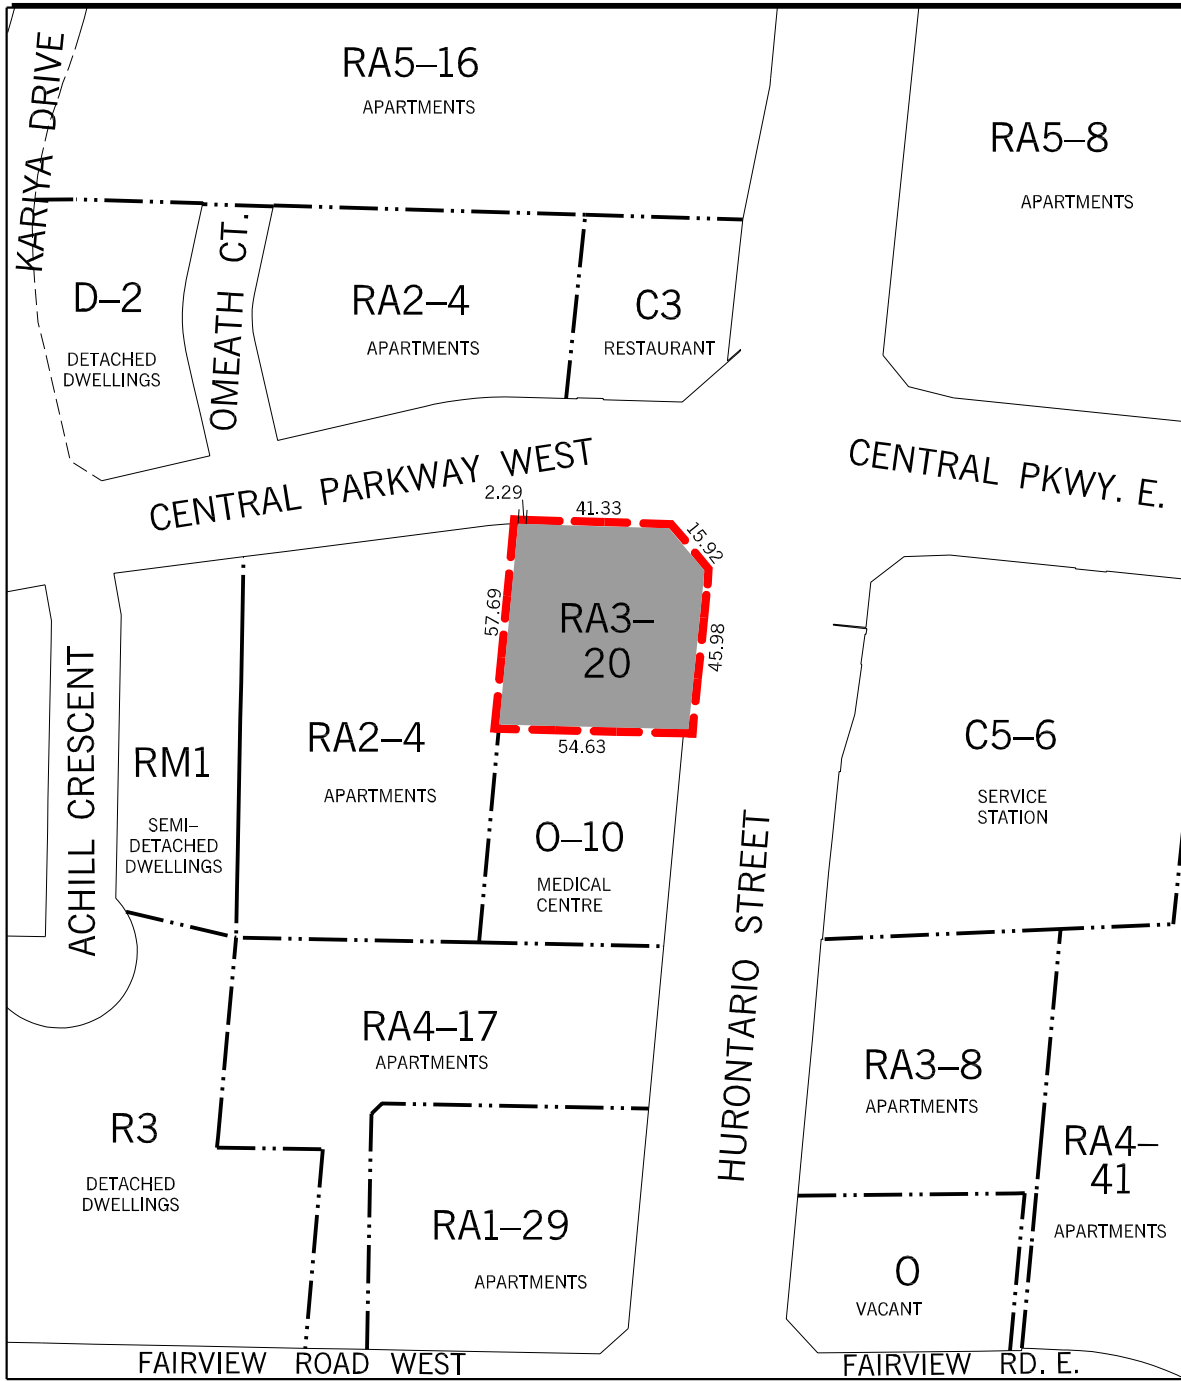 KARIYA DRIVE
RA5–16
APARTMENTS
RA5–8
APARTMENTS
D–2
DETACHED
DWELLINGS
OMEATH CT.
RA2–4
APARTMENTS
C3
RESTAURANT
CENTRAL PARKWAY WEST
CENTRAL PKWY. E.
2.29
41.33
15.92
57.69
45.98
54.63
RA3–
20
ACHILL CRESCENT
RM1
SEMI–
DETACHED
DWELLINGS
RA2–4
APARTMENTS
O–10
MEDICAL
CENTRE
HURONTARIO STREET
C5–6
SERVICE
STATION
RA4–17
APARTMENTS
RA3–8
APARTMENTS
R3
DETACHED
DWELLINGS
RA1–29
APARTMENTS
RA4–
41
APARTMENTS
O
VACANT
FAIRVIEW ROAD WEST
FAIRVIEW RD. E.